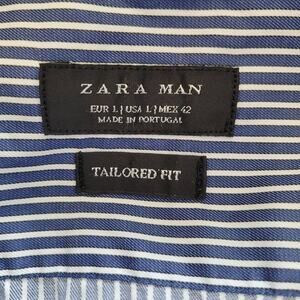 ZARA MAN
EUR L | USA L | MEX 42
MADE IN PORTUGAL
TAILORED FIT